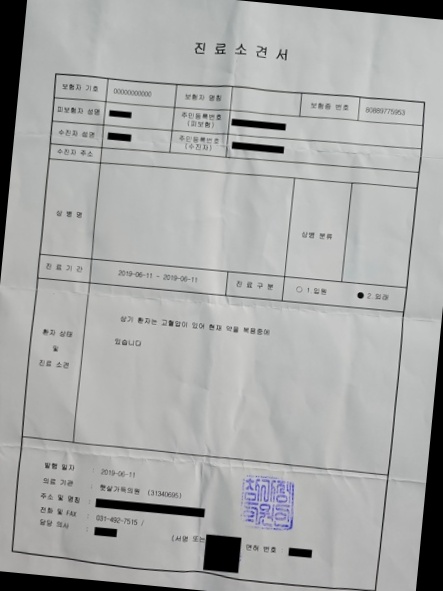 진료소견서
보험자 기호 00000000000 보험자 명칭 보험증 번호 80889775953
피보험자 성명 주민등록번호 (피보험)
수진자 성명 주민등록번호 (수진자)
수진자 주소
상 병 명 상병 분류
진 료 기 간 2019-06-11 - 2019-06-11 진 료 구 분 ○ 1.입원 ● 2.외래
환자 상태 및 진료 소견
상기 환자는 고혈압이 있어 현재 약을 복용중에
있습니다
발행 일자 : 2019-06-11
의료 기관 : 햇살가득의원 (31340695)
주소 및 명칭 :
전화 및 FAX : 031-492-7515 /
담당 의사 : (서명 또는 면허 번호